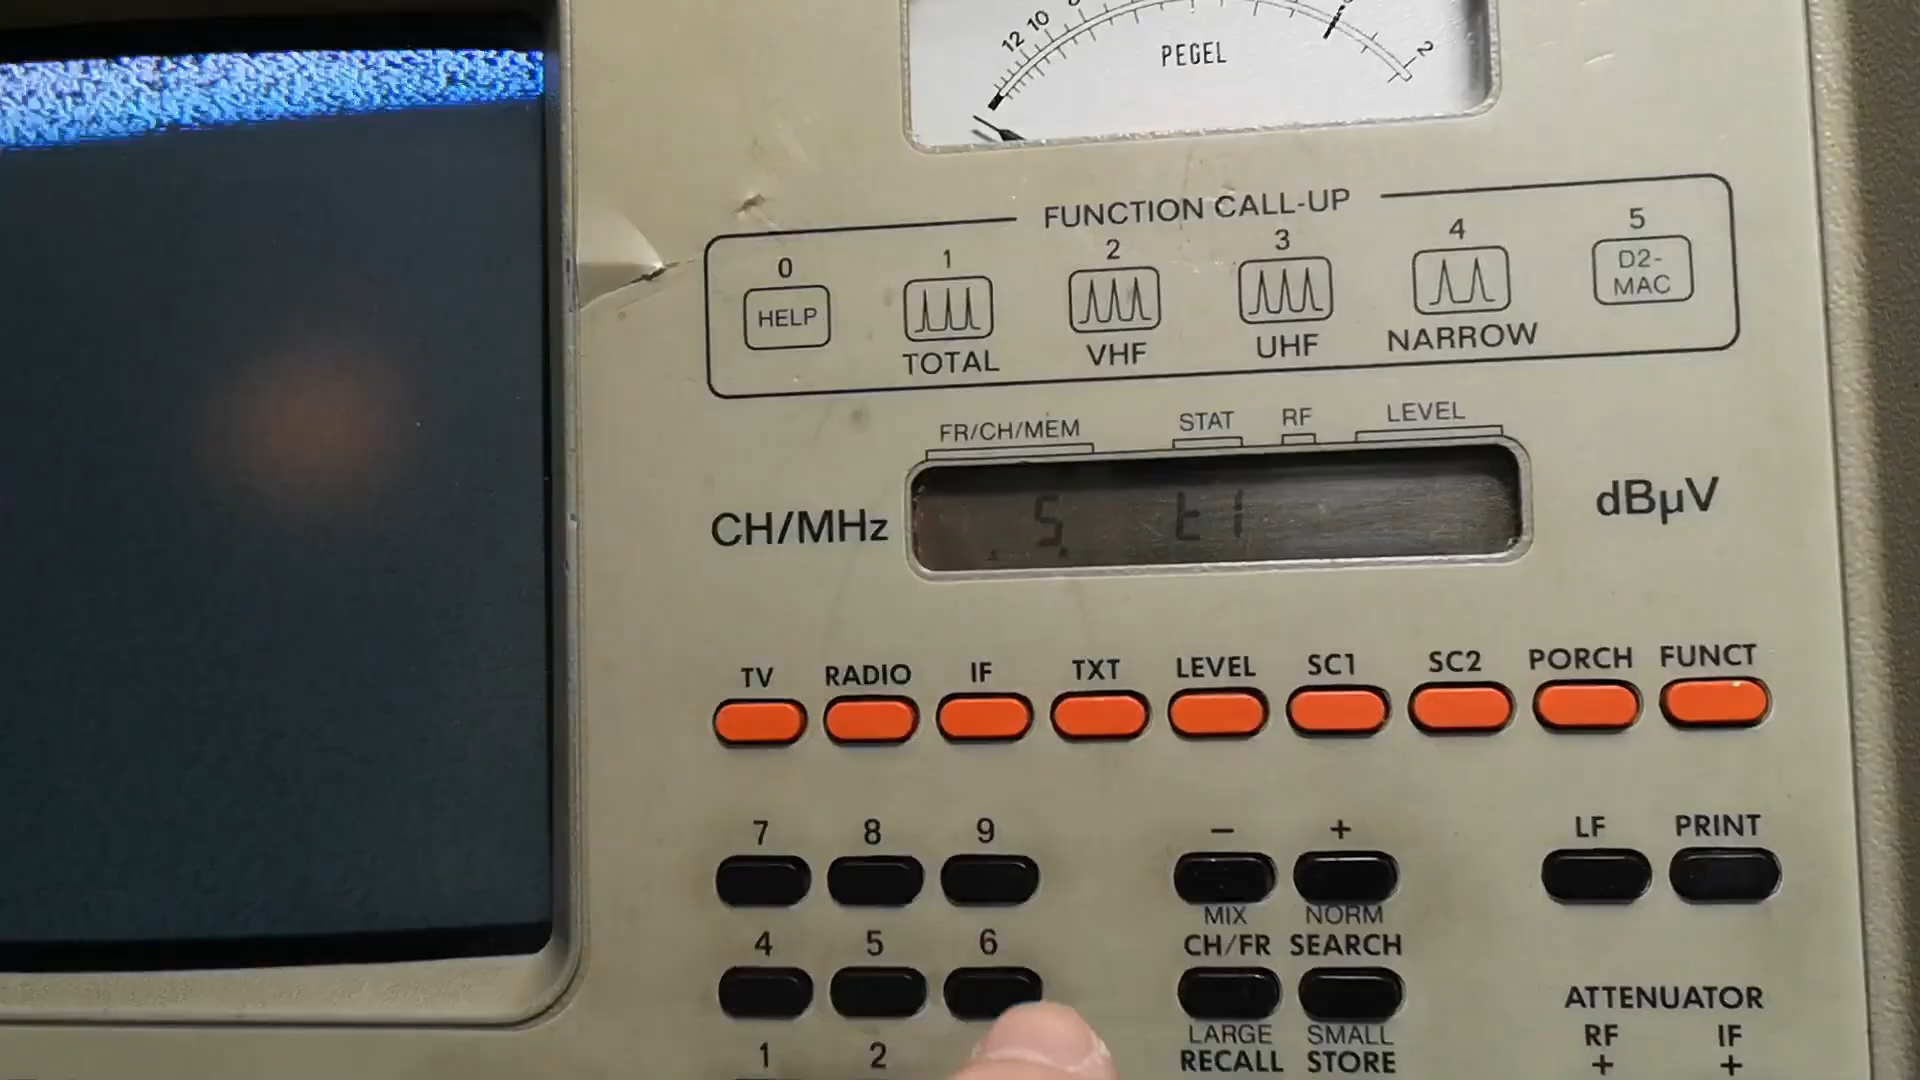 12 10
2
PEGEL
FUNCTION CALL-UP
0 1 2 3 4 5
HELP D2-MAC
TOTAL VHF UHF NARROW
FR/CH/MEM STAT RF LEVEL
CH/MHz 5. t1 dBµV
TV RADIO IF TXT LEVEL SC1 SC2 PORCH FUNCT
7 8 9 − + LF PRINT
MIX NORM
4 5 6 CH/FR SEARCH
ATTENUATOR
LARGE SMALL RF IF
1 2 RECALL STORE + +